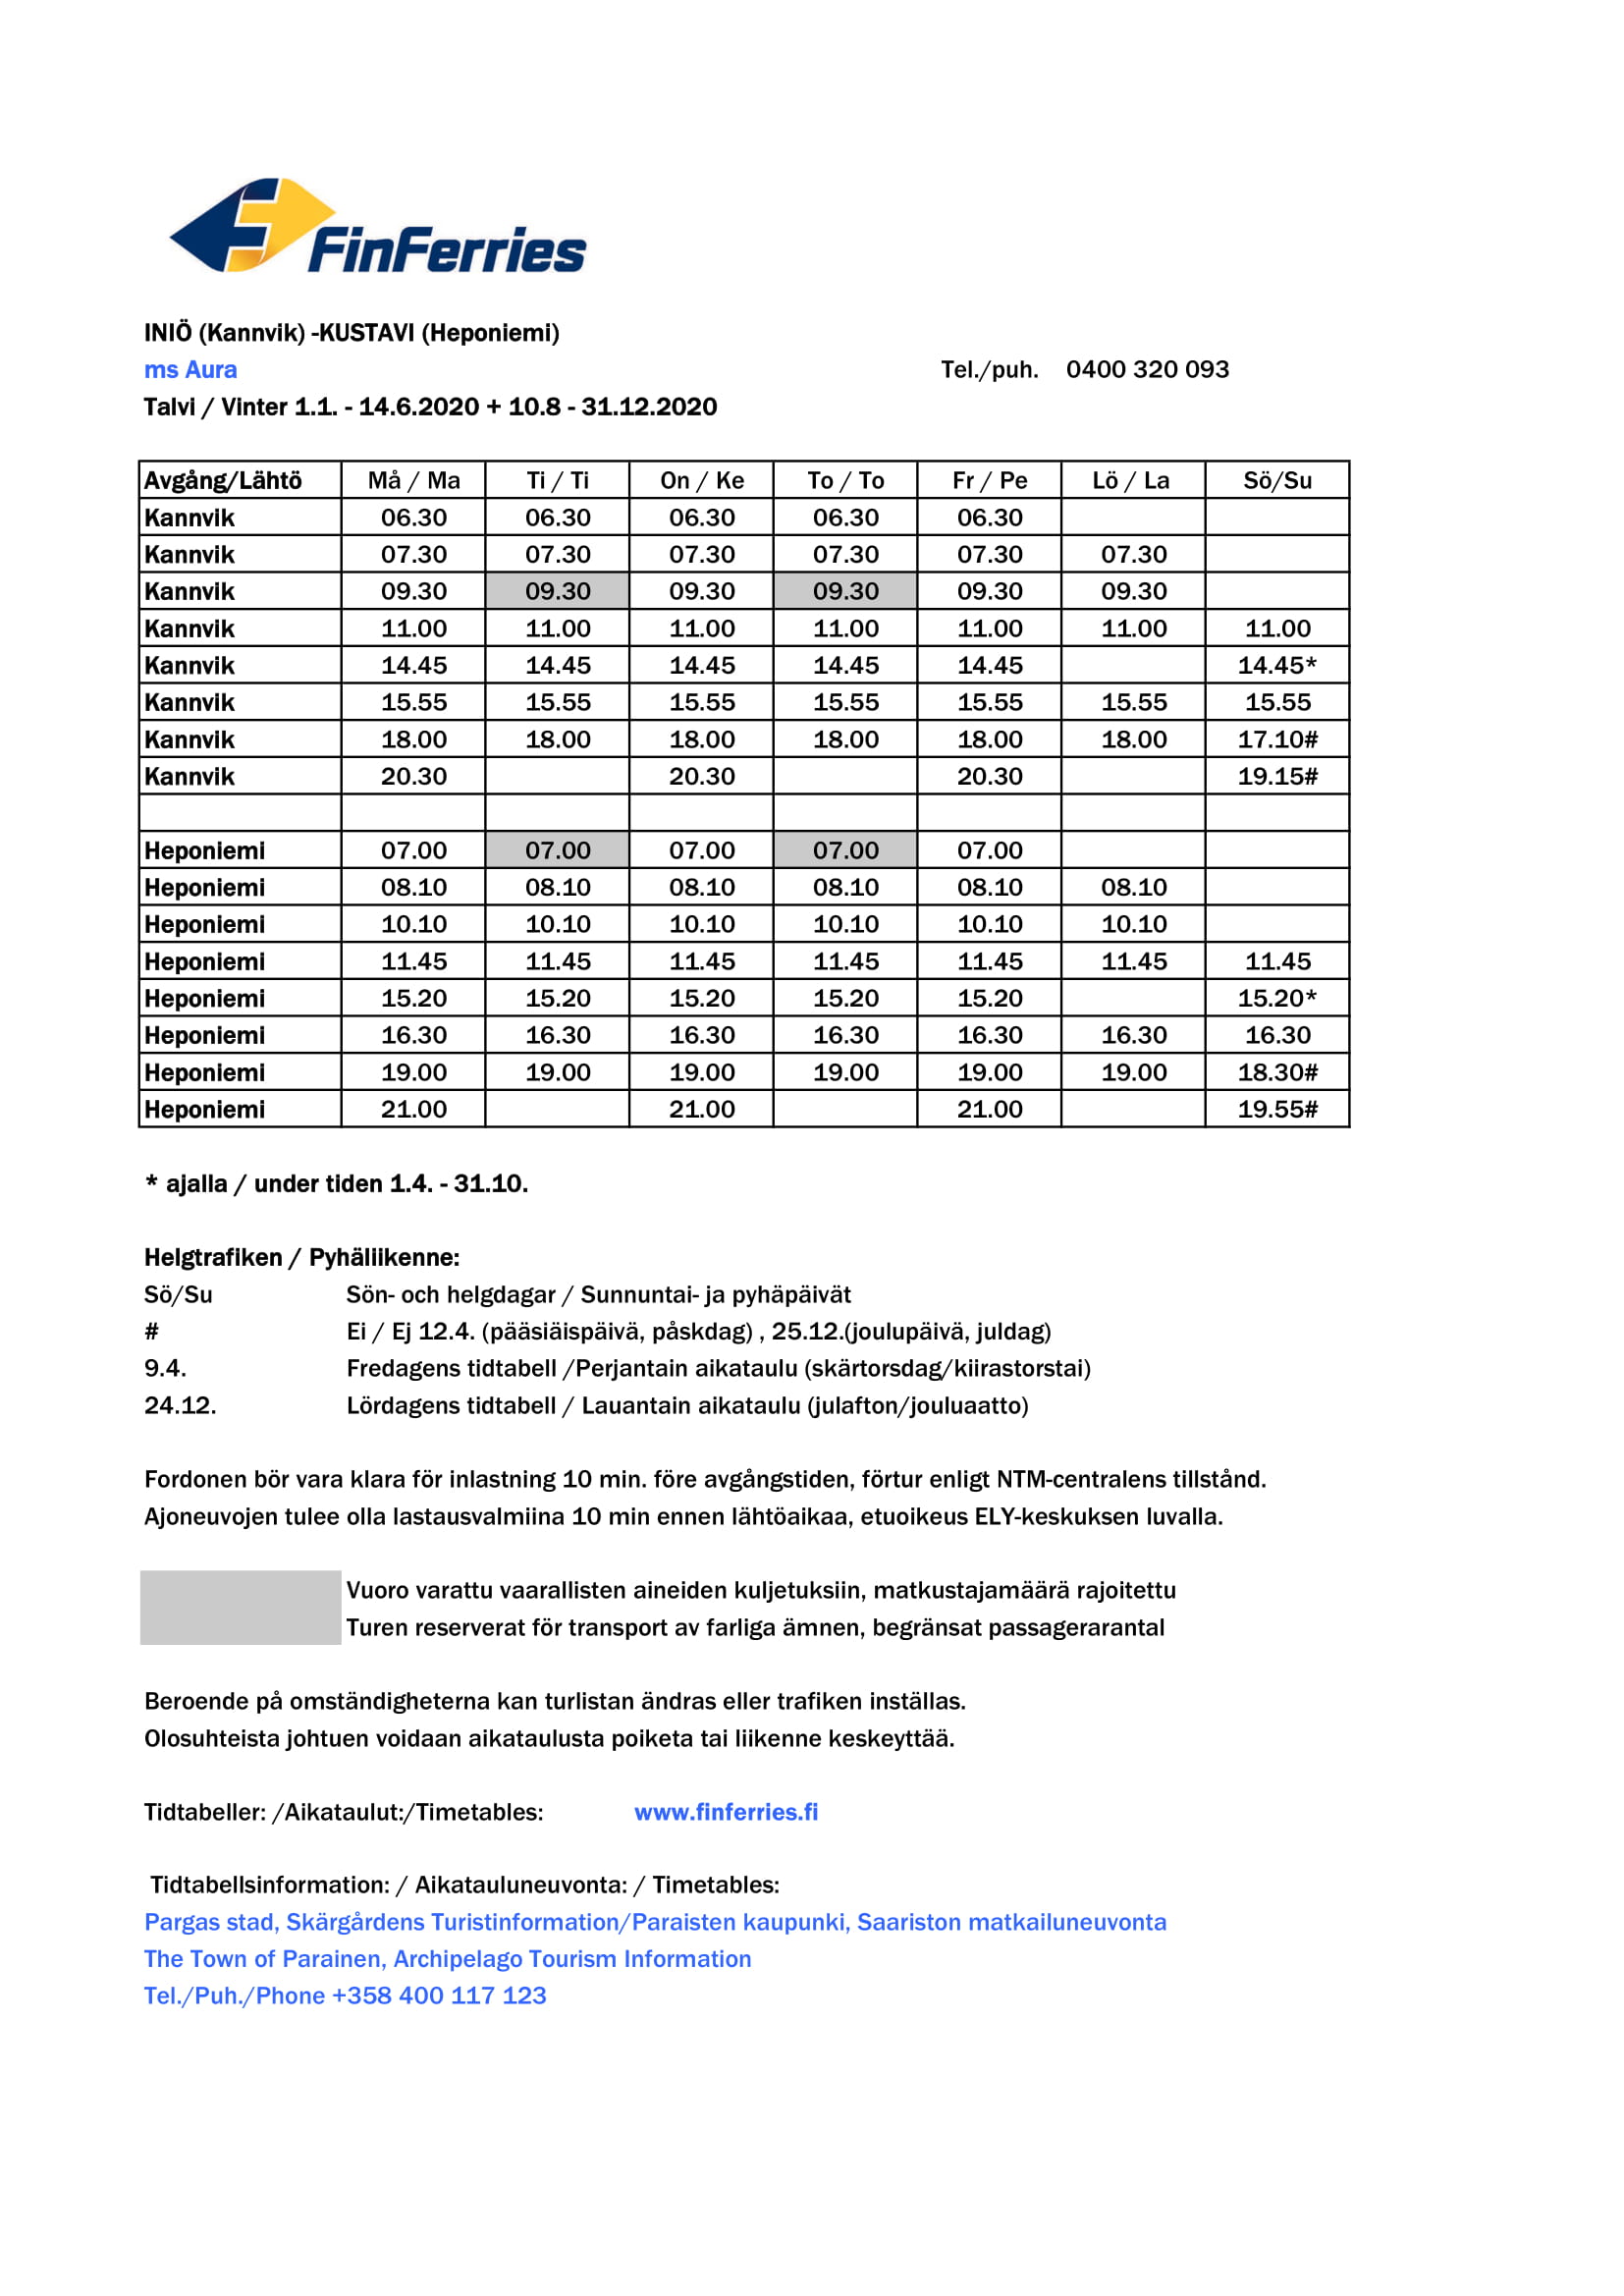 FinFerries
INIÖ (Kannvik) -KUSTAVI (Heponiemi)
ms Aura Tel./puh. 0400 320 093
Talvi / Vinter 1.1. - 14.6.2020 + 10.8 - 31.12.2020
Avgång/Lähtö Må / Ma Ti / Ti On / Ke To / To Fr / Pe Lö / La Sö/Su
Kannvik 06.30 06.30 06.30 06.30 06.30
Kannvik 07.30 07.30 07.30 07.30 07.30 07.30
Kannvik 09.30 09.30 09.30 09.30 09.30 09.30
Kannvik 11.00 11.00 11.00 11.00 11.00 11.00 11.00
Kannvik 14.45 14.45 14.45 14.45 14.45 14.45*
Kannvik 15.55 15.55 15.55 15.55 15.55 15.55 15.55
Kannvik 18.00 18.00 18.00 18.00 18.00 18.00 17.10#
Kannvik 20.30 20.30 20.30 19.15#
Heponiemi 07.00 07.00 07.00 07.00 07.00
Heponiemi 08.10 08.10 08.10 08.10 08.10 08.10
Heponiemi 10.10 10.10 10.10 10.10 10.10 10.10
Heponiemi 11.45 11.45 11.45 11.45 11.45 11.45 11.45
Heponiemi 15.20 15.20 15.20 15.20 15.20 15.20*
Heponiemi 16.30 16.30 16.30 16.30 16.30 16.30 16.30
Heponiemi 19.00 19.00 19.00 19.00 19.00 19.00 18.30#
Heponiemi 21.00 21.00 21.00 19.55#
* ajalla / under tiden 1.4. - 31.10.
Helgtrafiken / Pyhäliikenne:
Sö/Su Sön- och helgdagar / Sunnuntai- ja pyhäpäivät
# Ei / Ej 12.4. (pääsiäispäivä, påskdag) , 25.12.(joulupäivä, juldag)
9.4. Fredagens tidtabell /Perjantain aikataulu (skärtorsdag/kiirastorstai)
24.12. Lördagens tidtabell / Lauantain aikataulu (julafton/jouluaatto)
Fordonen bör vara klara för inlastning 10 min. före avgångstiden, förtur enligt NTM-centralens tillstånd.
Ajoneuvojen tulee olla lastausvalmiina 10 min ennen lähtöaikaa, etuoikeus ELY-keskuksen luvalla.
Vuoro varattu vaarallisten aineiden kuljetuksiin, matkustajamäärä rajoitettu
Turen reserverat för transport av farliga ämnen, begränsat passagerarantal
Beroende på omständigheterna kan turlistan ändras eller trafiken inställas.
Olosuhteista johtuen voidaan aikataulusta poiketa tai liikenne keskeyttää.
Tidtabeller: /Aikataulut:/Timetables: www.finferries.fi
Tidtabellsinformation: / Aikatauluneuvonta: / Timetables:
Pargas stad, Skärgårdens Turistinformation/Paraisten kaupunki, Saariston matkailuneuvonta
The Town of Parainen, Archipelago Tourism Information
Tel./Puh./Phone +358 400 117 123